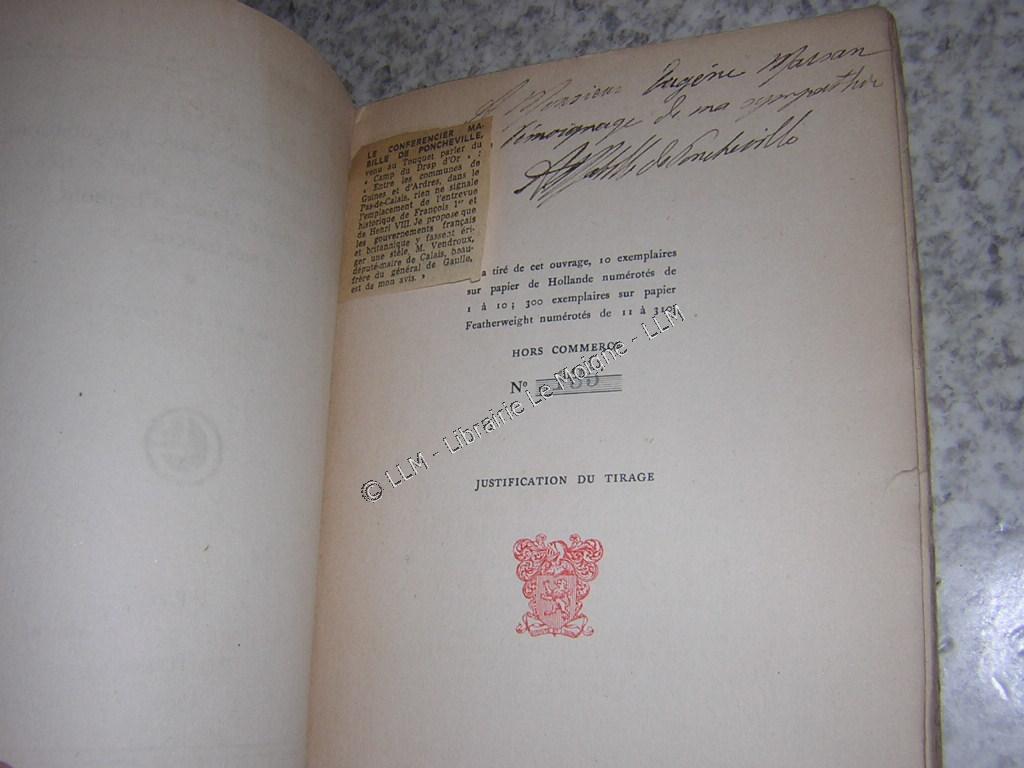 A Monsieur Eugène Marsan
Témoignage de ma sympathie
A Mabille de Poncheville
LE CONFERENCIER MA-
BILLE DE PONCHEVILLE,
venu au Touquet parler du
« Camp du Drap d'Or » :
« Entre les communes de
Guines et d'Ardres, dans le
Pas-de-Calais, rien ne signale
l'emplacement de l'entrevue
historique de François 1er et
de Henri VIII. Je propose que
les gouvernements français
et britannique y fassent éri-
ger une stèle. M. Vendroux,
député-maire de Calais, beau-
frère du général de Gaulle,
est de mon avis. »
a tiré de cet ouvrage, 10 exemplaires
sur papier de Hollande numérotés de
1 à 10 ; 300 exemplaires sur papier
Featherweight numérotés de 11 à 310.
HORS COMMERCE
No
JUSTIFICATION DU TIRAGE
© LLM - Librairie Le Moigne - LLM